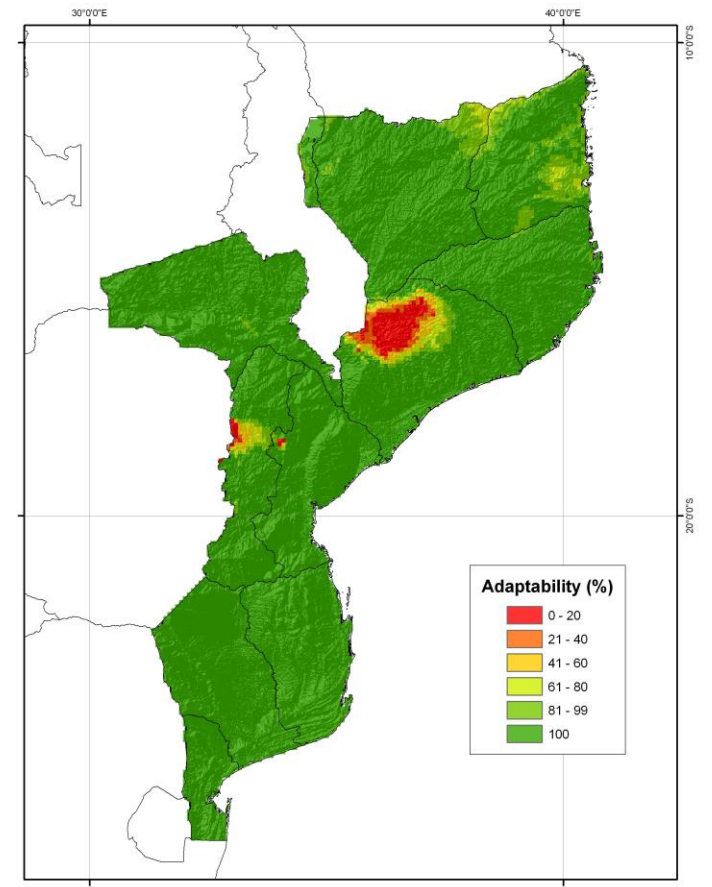 30°0'0"E
40°0'0"E
10°0'0"S
20°0'0"S
Adaptability (%)
0 - 20
21 - 40
41 - 60
61 - 80
81 - 99
100